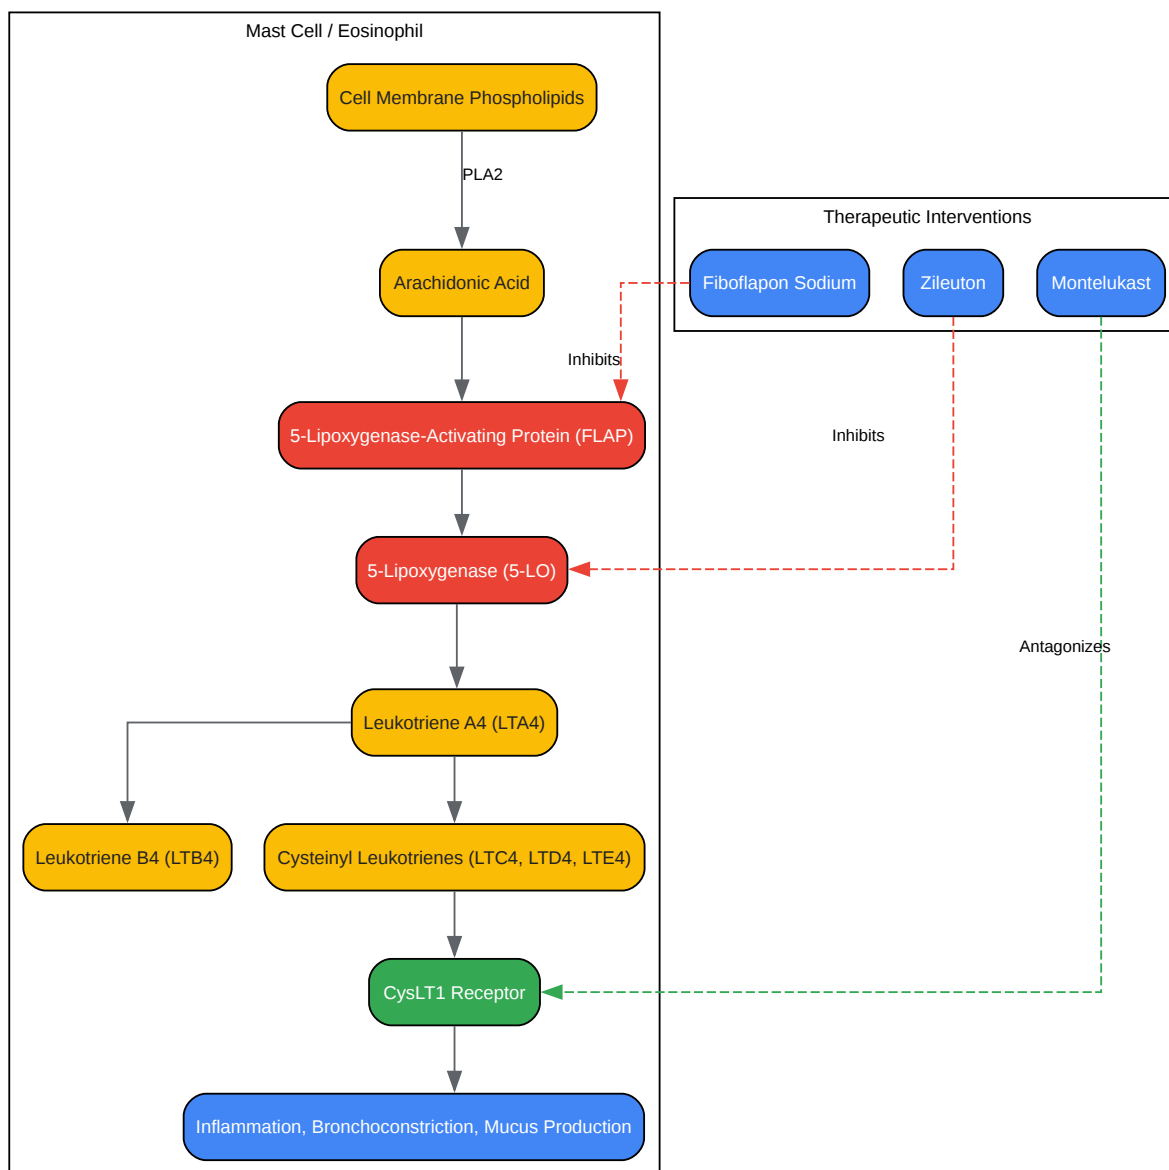 Mast Cell / Eosinophil
Cell Membrane Phospholipids
PLA2
Therapeutic Interventions
Arachidonic Acid
Fiboflapon Sodium
Zileuton
Montelukast
Inhibits
5-Lipoxygenase-Activating Protein (FLAP)
Inhibits
5-Lipoxygenase (5-LO)
Antagonizes
Leukotriene A4 (LTA4)
Leukotriene B4 (LTB4)
Cysteinyl Leukotrienes (LTC4, LTD4, LTE4)
CysLT1 Receptor
Inflammation, Bronchoconstriction, Mucus Production